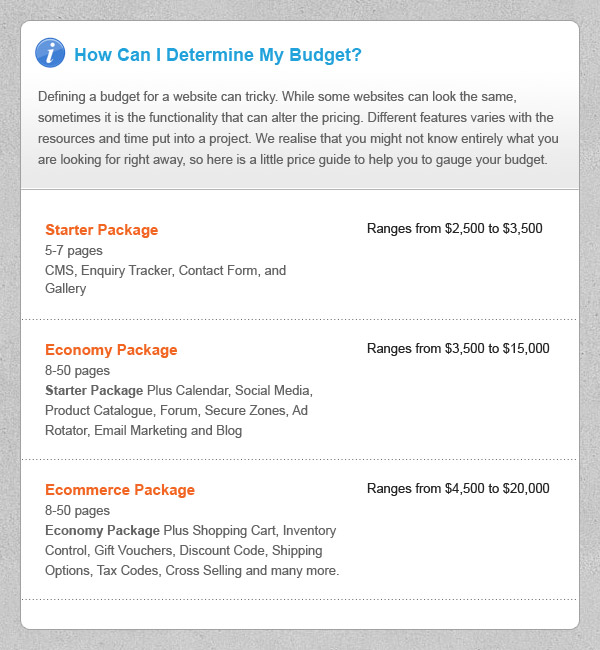 How Can I Determine My Budget?
Defining a budget for a website can tricky. While some websites can look the same,
sometimes it is the functionality that can alter the pricing. Different features varies with the
resources and time put into a project. We realise that you might not know entirely what you
are looking for right away, so here is a little price guide to help you to gauge your budget.
Starter Package
Ranges from $2,500 to $3,500
5-7 pages
CMS, Enquiry Tracker, Contact Form, and
Gallery
Economy Package
Ranges from $3,500 to $15,000
8-50 pages
Starter Package Plus Calendar, Social Media,
Product Catalogue, Forum, Secure Zones, Ad
Rotator, Email Marketing and Blog
Ecommerce Package
Ranges from $4,500 to $20,000
8-50 pages
Economy Package Plus Shopping Cart, Inventory
Control, Gift Vouchers, Discount Code, Shipping
Options, Tax Codes, Cross Selling and many more.